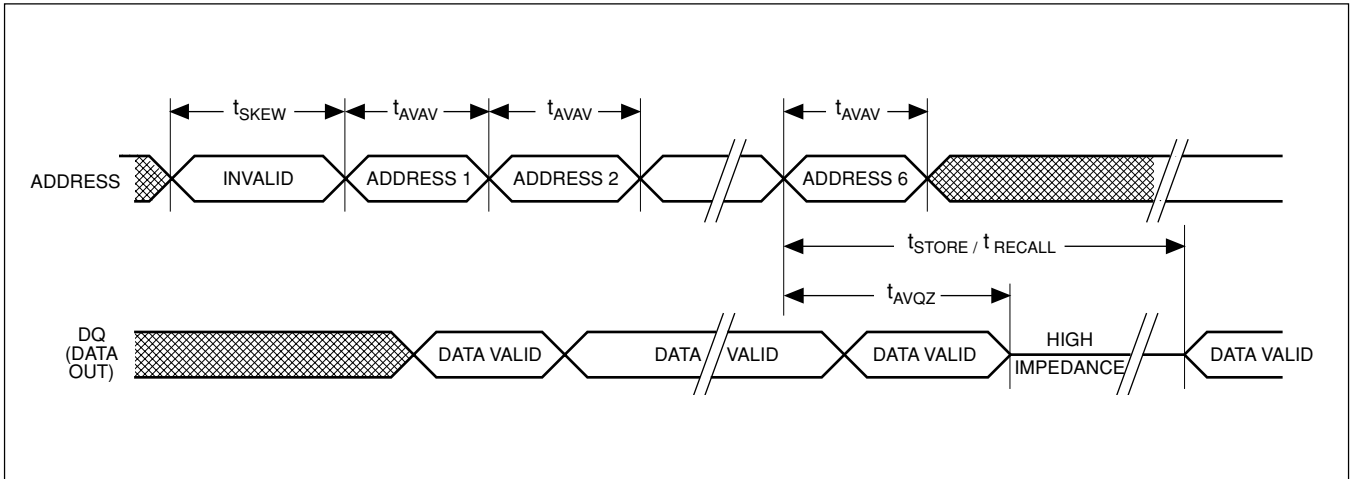 tSKEW tAVAV tAVAV tAVAV
ADDRESS INVALID ADDRESS 1 ADDRESS 2 ADDRESS 6
tSTORE / tRECALL
tAVQZ
DQ
(DATA
OUT)
DATA VALID DATA VALID DATA VALID HIGH
IMPEDANCE DATA VALID